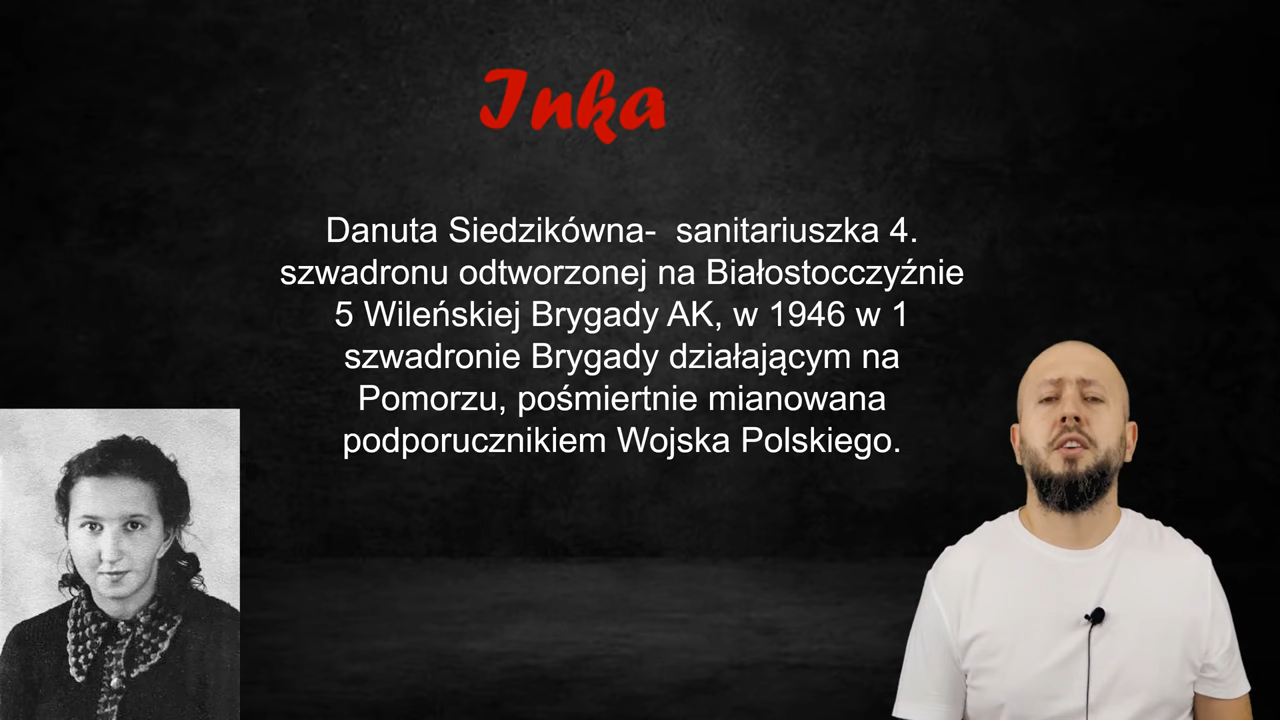 Inka
Danuta Siedzikówna-  sanitariuszka 4.
szwadronu odtworzonej na Białostocczyźnie
5 Wileńskiej Brygady AK, w 1946 w 1
szwadronie Brygady działającym na
Pomorzu, pośmiertnie mianowana
podporucznikiem Wojska Polskiego.